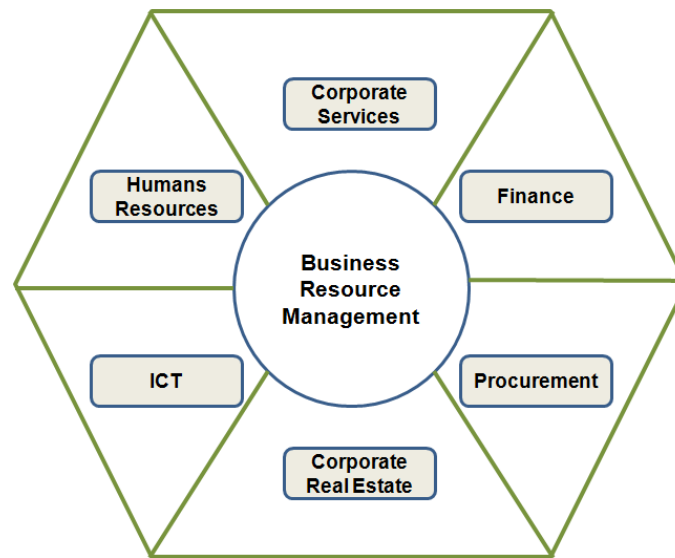 Corporate
Services
Humans
Resources
Finance
Business
Resource
Management
ICT
Procurement
Corporate
Real Estate